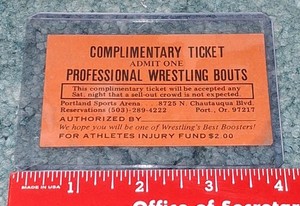 COMPLIMENTARY TICKET
ADMIT ONE
PROFESSIONAL WRESTLING BOUTS
This complimentary ticket will be accepted any
Sat. night that a sell-out crowd is not expected.
Portland Sports Arena 8725 N. Chautauqua Blvd.
Reservations (503)-289-4222 Port., Or. 97217
AUTHORIZED BY
We hope you will be one of Wrestling's Best Boosters!
FOR ATHLETES INJURY FUND $2.00
MADE IN USA 1 2 3 4
Office of Secretar